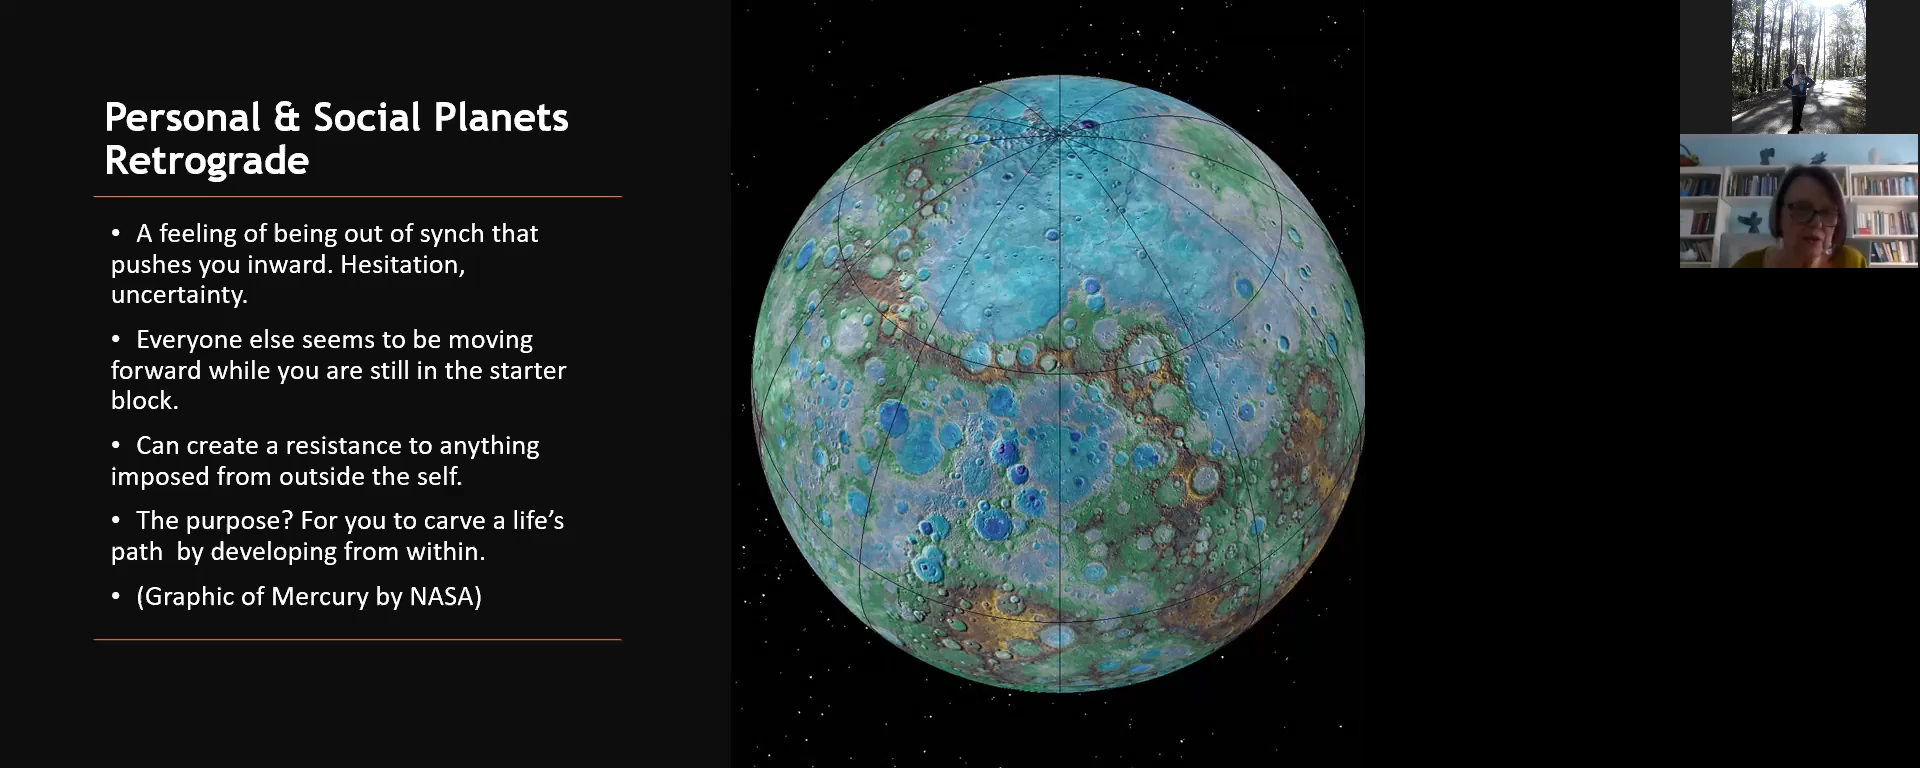 Personal & Social Planets
Retrograde
• A feeling of being out of synch that
pushes you inward. Hesitation,
uncertainty.
• Everyone else seems to be moving
forward while you are still in the starter
block.
• Can create a resistance to anything
imposed from outside the self.
• The purpose? For you to carve a life’s
path  by developing from within.
• (Graphic of Mercury by NASA)